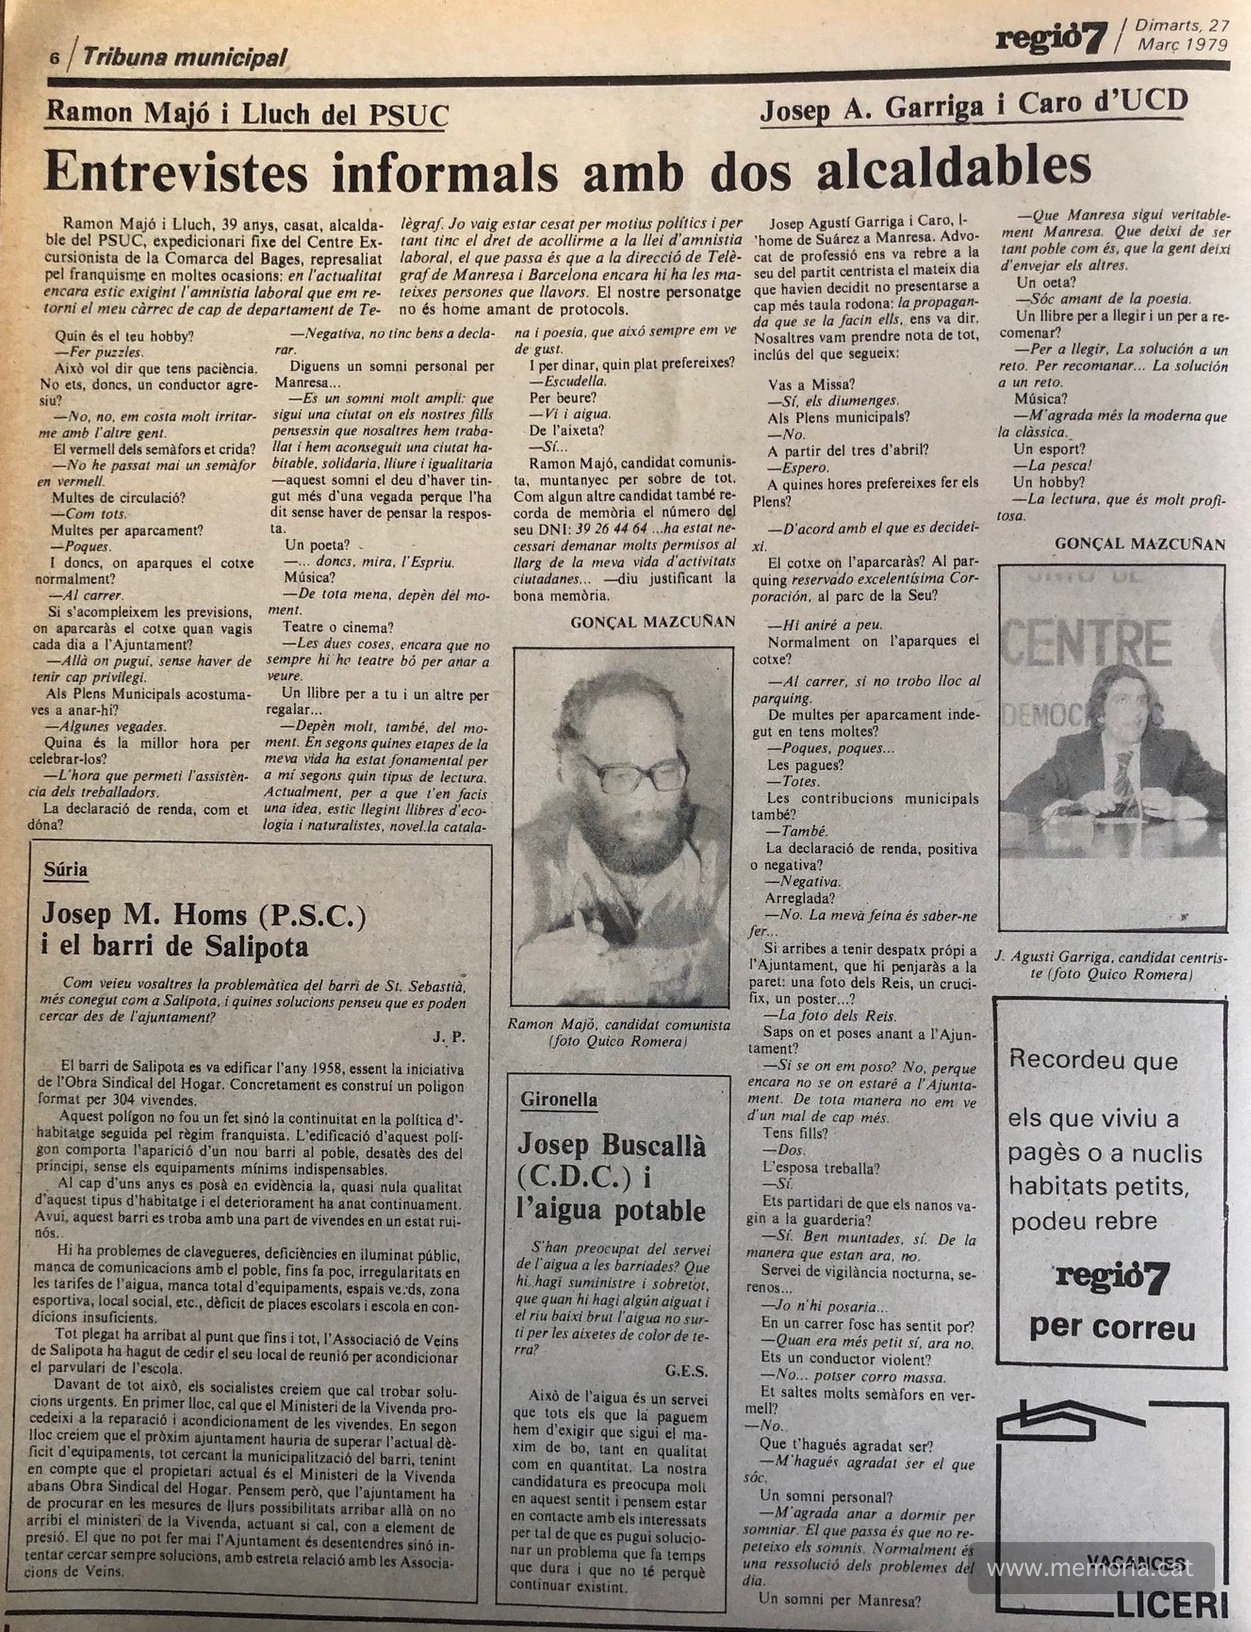 6 / Tribuna municipal
regió7 / Dimarts, 27
Març 1979
Ramon Majó i Lluch del PSUC
Josep A. Garriga i Caro d'UCD
Entrevistes informals amb dos alcaldables
Ramon Majó i Lluch, 39 anys, casat, alcalda-
ble del PSUC, expedicionari fixe del Centre Ex-
cursionista de la Comarca del Bages, represaliat
pel franquisme en moltes ocasions: en l'actualitat
encara estic exigint l'amnistia laboral que em re-
torni el meu càrrec de cap de departament de Te-
lègraf. Jo vaig estar cesat per motius polítics i per
tant tinc el dret de acollirme a la llei d'amnistia
laboral, el que passa és que a la direcció de Telè-
graf de Manresa i Barcelona encara hi ha les ma-
teixes persones que llavors. El nostre personatge
no és home amant de protocols.
Quin és el teu hobby?
—Fer puzzles.
Això vol dir que tens paciència.
No ets, doncs, un conductor agre-
siu?
—No, no, em costa molt irritar-
me amb l'altre gent.
El vermell dels semàfors et crida?
—No he passat mai un semàfor
en vermell.
Multes de circulació?
—Com tots.
Multes per aparcament?
—Poques.
I doncs, on aparques el cotxe
normalment?
—Al carrer.
Si s'acompleixem les previsions,
on aparcaràs el cotxe quan vagis
cada dia a l'Ajuntament?
—Allà on pugui, sense haver de
tenir cap privilegi.
Als Plens Municipals acostuma-
ves a anar-hi?
—Algunes vegades.
Quina és la millor hora per
celebrar-los?
—L'hora que permeti l'assistèn-
cia dels treballadors.
La declaració de renda, com et
dóna?
—Negativa, no tinc bens a decla-
rar.
Diguens un somni personal per
Manresa...
—Es un somni molt ampli: que
sigui una ciutat on els nostres fills
pensessin que nosaltres hem treba-
llat i hem aconseguit una ciutat ha-
bitable, solidaria, lliure i igualitaria
—aquest somni el deu d'haver tin-
gut més d'una vegada perque l'ha
dit sense haver de pensar la respos-
ta.
Un poeta?
—... doncs, mira, l'Espriu.
Música?
—De tota mena, depèn del mo-
ment.
Teatre o cinema?
—Les dues coses, encara que no
sempre hi ha teatre bó per anar a
veure.
Un llibre per a tu i un altre per
regalar...
—Depèn molt, també, del mo-
ment. En segons quines etapes de la
meva vida ha estat fonamental per
a mí segons quin tipus de lectura.
Actualment, per a que t'en facis
una idea, estic llegint llibres d'eco-
logia i naturalistes, novel.la catala-
na i poesia, que això sempre em ve
de gust.
I per dinar, quin plat prefereixes?
—Escudella.
Per beure?
—Vi i aigua.
De l'aixeta?
—Sí...
Ramon Majó, candidat comunis-
ta, muntanyec per sobre de tot.
Com algun altre candidat també re-
corda de memòria el número del
seu DNI: 39 26 44 64 ...ha estat ne-
cessari demanar molts permisos al
llarg de la meva vida d'activitats
ciutadanes... —diu justificant la
bona memòria.
GONÇAL MAZCUÑAN
Ramon Majó, candidat comunista
(foto Quico Romera)
Josep Agustí Garriga i Caro, l-
'home de Suárez a Manresa. Advo-
cat de professió ens va rebre a la
seu del partit centrista el mateix dia
que havien decidit no presentarse a
cap més taula rodona: la propagan-
da que se la facin ells, ens va dir.
Nosaltres vam prendre nota de tot,
inclús del que segueix:
Vas a Missa?
—Sí, els diumenges.
Als Plens municipals?
—No.
A partir del tres d'abril?
—Espero.
A quines hores prefereixes fer els
Plens?
—D'acord amb el que es decidei-
xi.
El cotxe on l'aparcaràs? Al par-
quing reservado excelentísima Cor-
poración, al parc de la Seu?
—Hi aniré a peu.
Normalment on l'aparques el
cotxe?
—Al carrer, si no trobo lloc al
parquing.
De multes per aparcament inde-
gut en tens moltes?
—Poques, poques...
Les pagues?
—Totes.
Les contribucions municipals
també?
—També.
La declaració de renda, positiva
o negativa?
—Negativa.
Arreglada?
—No. La meva feina és saber-ne
fer...
Si arribes a tenir despatx própi a
l'Ajuntament, que hi penjaràs a la
paret: una foto dels Reis, un cruci-
fix, un poster...?
—La foto dels Reis.
Saps on et poses anant a l'Ajun-
tament?
—Si se on em poso? No, perque
encara no se on estaré a l'Ajunta-
ment. De tota manera no em ve
d'un mal de cap més.
Tens fills?
—Dos.
L'esposa treballa?
—Sí.
Ets partidari de que els nanos va-
gin a la guarderia?
—Sí. Ben muntades, sí. De la
manera que estan ara, no.
Servei de vigilància nocturna, se-
renos...
—Jo n'hi posaria...
En un carrer fosc has sentit por?
—Quan era més petit sí, ara no.
Ets un conductor violent?
—No... potser corro massa.
Et saltes molts semàfors en ver-
mell?
—No.
Que t'hagués agradat ser?
—M'hagués agradat ser el que
sóc.
Un somni personal?
—M'agrada anar a dormir per
somniar. El que passa és que no re-
peteixo els somnis. Normalment és
una ressolució dels problemes del
dia.
Un somni per Manresa?
—Que Manresa sigui veritable-
ment Manresa. Que deixi de ser
tant poble com és, que la gent deixi
d'envejar els altres.
Un oeta?
—Sóc amant de la poesia.
Un llibre per a llegir i un per a re-
comenar?
—Per a llegir, La solución a un
reto. Per recomanar... La solución
a un reto.
Música?
—M'agrada més la moderna que
la clàssica.
Un esport?
—La pesca!
Un hobby?
—La lectura, que és molt profi-
tosa.
GONÇAL MAZCUÑAN
CENTRE
J. Agusti Garriga, candidat centris-
te (foto Quico Romera)
Súria
Josep M. Homs (P.S.C.)
i el barri de Salipota
Com veieu vosaltres la problemàtica del barri de St. Sebastià,
més conegut com a Salipota, i quines solucions penseu que es poden
cercar des de l'ajuntament?
J. P.
El barri de Salipota es va edificar l'any 1958, essent la iniciativa
de l'Obra Sindical del Hogar. Concretament es construí un poligon
format per 304 vivendes.
Aquest polígon no fou un fet sinó la continuitat en la política d'-
habitatge seguida pel règim franquista. L'edificació d'aquest polí-
gon comporta l'aparició d'un nou barri al poble, desatès des del
principi, sense els equipaments mínims indispensables.
Al cap d'uns anys es posà en evidència la, quasi nula qualitat
d'aquest tipus d'habitatge i el deteriorament ha anat continuament.
Avui, aquest barri es troba amb una part de vivendes en un estat rui-
nós.
Hi ha problemes de clavegueres, deficiències en iluminat públic,
manca de comunicacions amb el poble, fins fa poc, irregularitats en
les tarifes de l'aigua, manca total d'equipaments, espais verds, zona
esportiva, local social, etc., dèficit de places escolars i escola en con-
dicions insuficients.
Tot plegat ha arribat al punt que fins i tot, l'Associació de Veins
de Salipota ha hagut de cedir el seu local de reunió per acondicionar
el parvulari de l'escola.
Davant de tot això, els socialistes creiem que cal trobar solu-
cions urgents. En primer lloc, cal que el Ministeri de la Vivenda pro-
cedeixi a la reparació i acondicionament de les vivendes. En segon
lloc creiem que el pròxim ajuntament hauria de superar l'actual dè-
ficit d'equipaments, tot cercant la municipalització del barri, tenint
en compte que el propietari actual és el Ministeri de la Vivenda
abans Obra Sindical del Hogar. Pensem però, que l'ajuntament ha
de procurar en les mesures de llurs possibilitats arribar allà on no
arribi el ministeri de la Vivenda, actuant si cal, con a element de
presió. El que no pot fer mai l'Ajuntament és desentendres sinó in-
tentar cercar sempre solucions, amb estreta relació amb les Associa-
cions de Veins.
Gironella
Josep Buscallà
(C.D.C.) i
l'aigua potable
S'han preocupat del servei
de l'aigua a les barriades? Que
hi hagi suministre i sobretot,
que quan hi hagi algún aiguat i
el riu baixi brut l'aigua no sur-
ti per les aixetes de color de te-
rra?
G.E.S.
Això de l'aigua és un servei
que tots els que la paguem
hem d'exigir que sigui el ma-
xim de bo, tant en qualitat
com en quantitat. La nostra
candidatura es preocupa molt
en aquest sentit i pensem estar
en contacte amb els interessats
per tal de que es pugui solucio-
nar un problema que fa temps
que dura i que no té perquè
continuar existint.
Recordeu que
els que viviu a
pagès o a nuclis
habitats petits,
podeu rebre
regió7
per correu
VACANCES
LICERI
www.memoria.cat